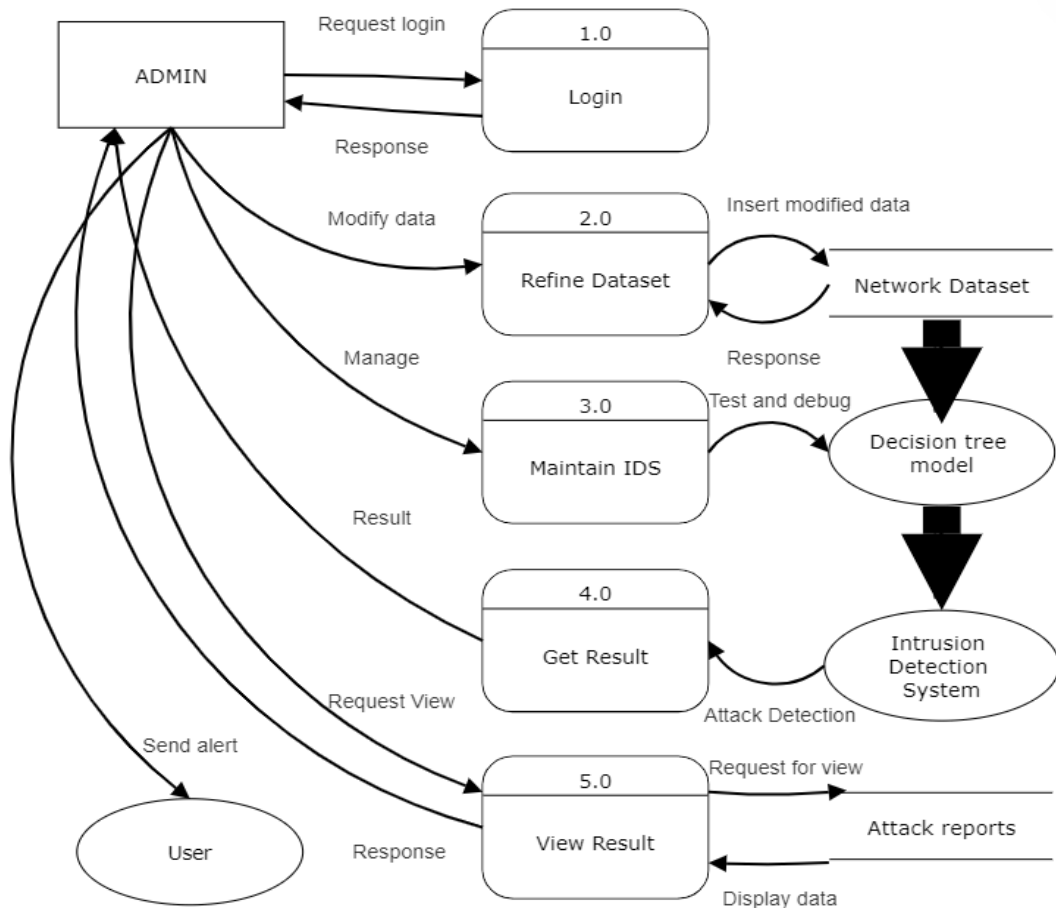 Request login
1.0
ADMIN
Login
Response
Modify data
2.0
Insert modified data
Refine Dataset
Network Dataset
Manage
Response
3.0
Test and debug
Maintain IDS
Decision tree
model
Result
4.0
Get Result
Intrusion
Detection
System
Request View
Attack Detection
Send alert
5.0
Request for view
View Result
Attack reports
User
Response
Display data